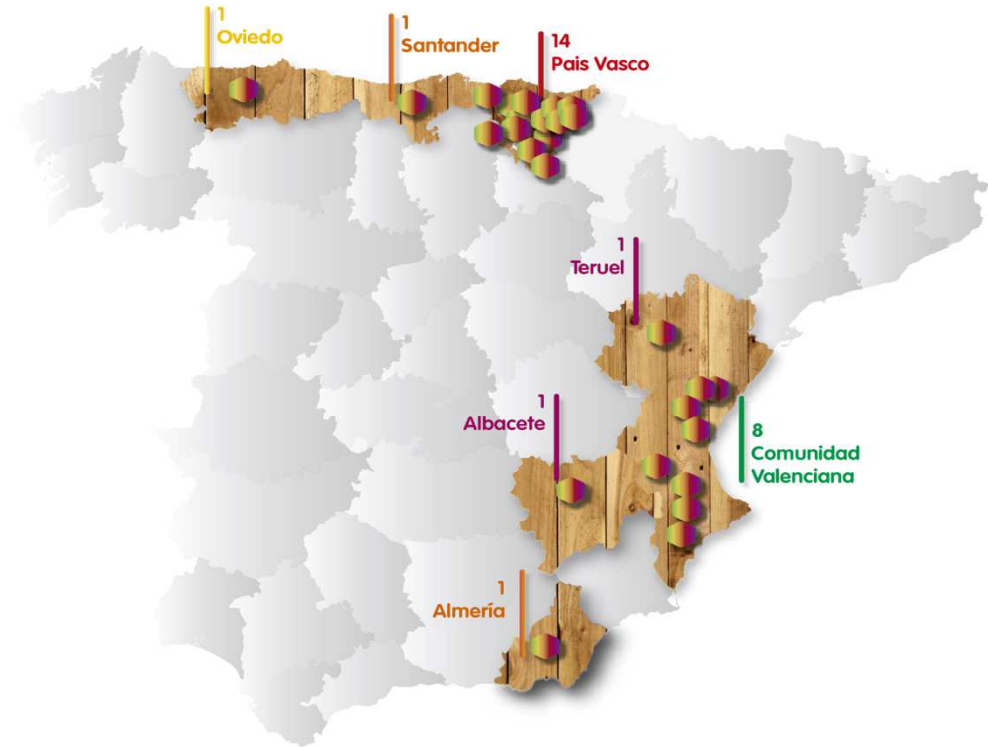 1
Oviedo
1
Santander
14
Pais Vasco
1
Teruel
1
Albacete
8
Comunidad
Valenciana
1
Almería